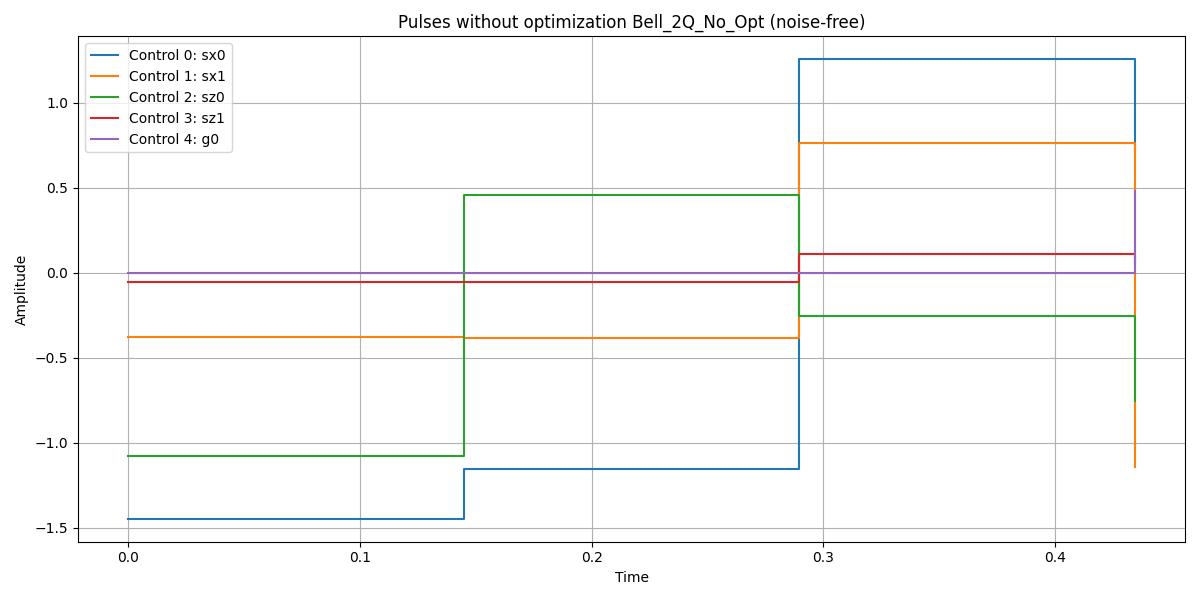 Pulses without optimization Bell_2Q_No_Opt (noise-free)
Control 0: sx0
Control 1: sx1
Control 2: sz0
Control 3: sz1
Control 4: g0
1.0
0.5
0.0
−0.5
−1.0
−1.5
Amplitude
0.0 0.1 0.2 0.3 0.4
Time